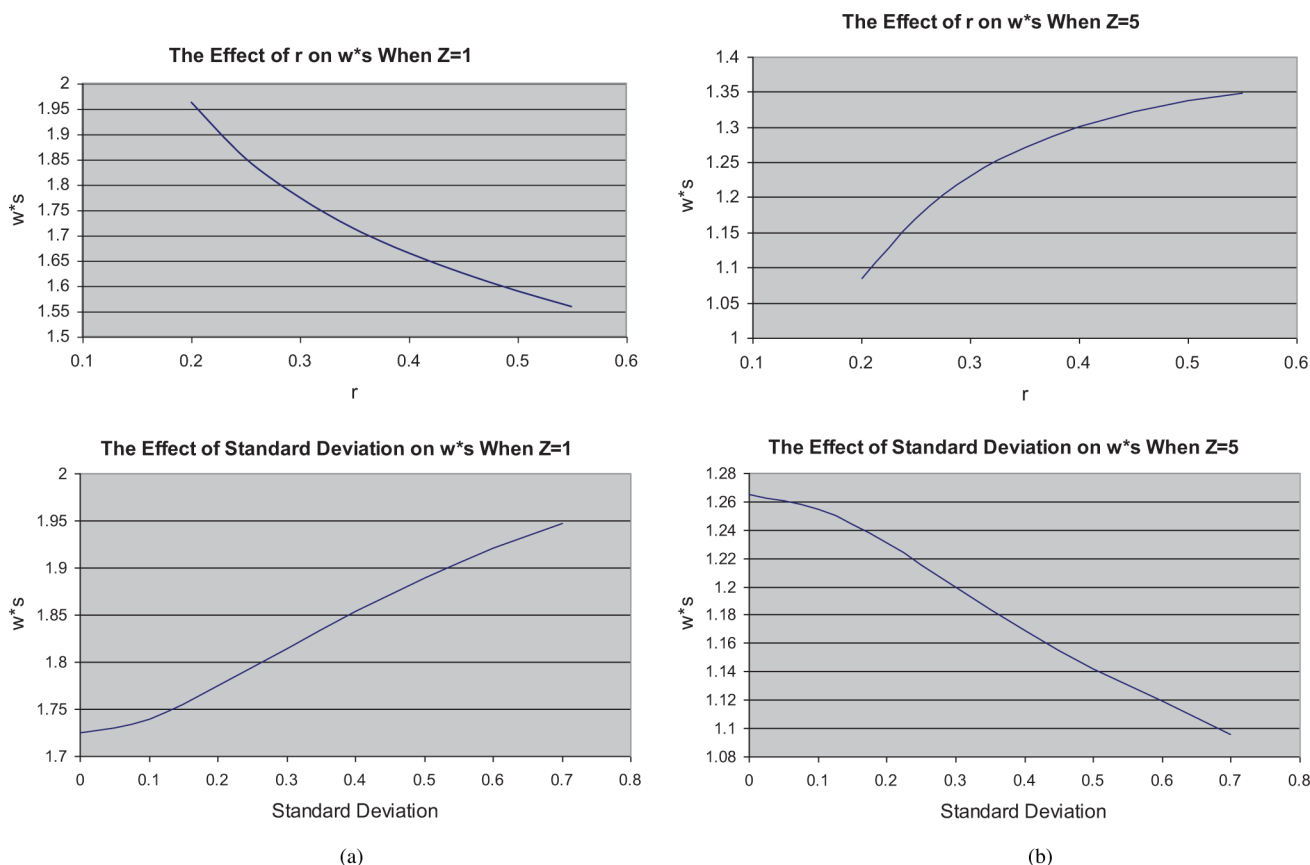 The Effect of r on w*s When Z=1
2
1.95
1.9
1.85
1.8
1.75
1.7
1.65
1.6
1.55
1.5
w*s
0.1 0.2 0.3 0.4 0.5 0.6
r
The Effect of r on w*s When Z=5
1.4
1.35
1.3
1.25
1.2
1.15
1.1
1.05
1
w*s
0.1 0.2 0.3 0.4 0.5 0.6
r
The Effect of Standard Deviation on w*s When Z=1
2
1.95
1.9
1.85
1.8
1.75
1.7
w*s
0 0.1 0.2 0.3 0.4 0.5 0.6 0.7 0.8
Standard Deviation
(a)
The Effect of Standard Deviation on w*s When Z=5
1.28
1.26
1.24
1.22
1.2
1.18
1.16
1.14
1.12
1.1
1.08
w*s
0 0.1 0.2 0.3 0.4 0.5 0.6 0.7 0.8
Standard Deviation
(b)